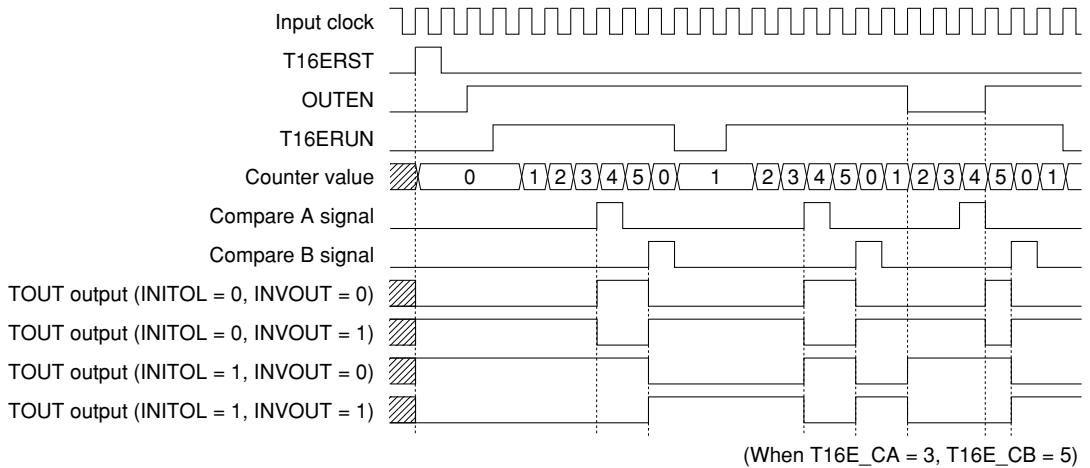 Input clock
T16ERST
OUTEN
T16ERUN
Counter value 0 1 2 3 4 5 0 1 2 3 4 5 0 1 2 3 4 5 0 1
Compare A signal
Compare B signal
TOUT output (INITOL = 0, INVOUT = 0)
TOUT output (INITOL = 0, INVOUT = 1)
TOUT output (INITOL = 1, INVOUT = 0)
TOUT output (INITOL = 1, INVOUT = 1)
(When T16E_CA = 3, T16E_CB = 5)